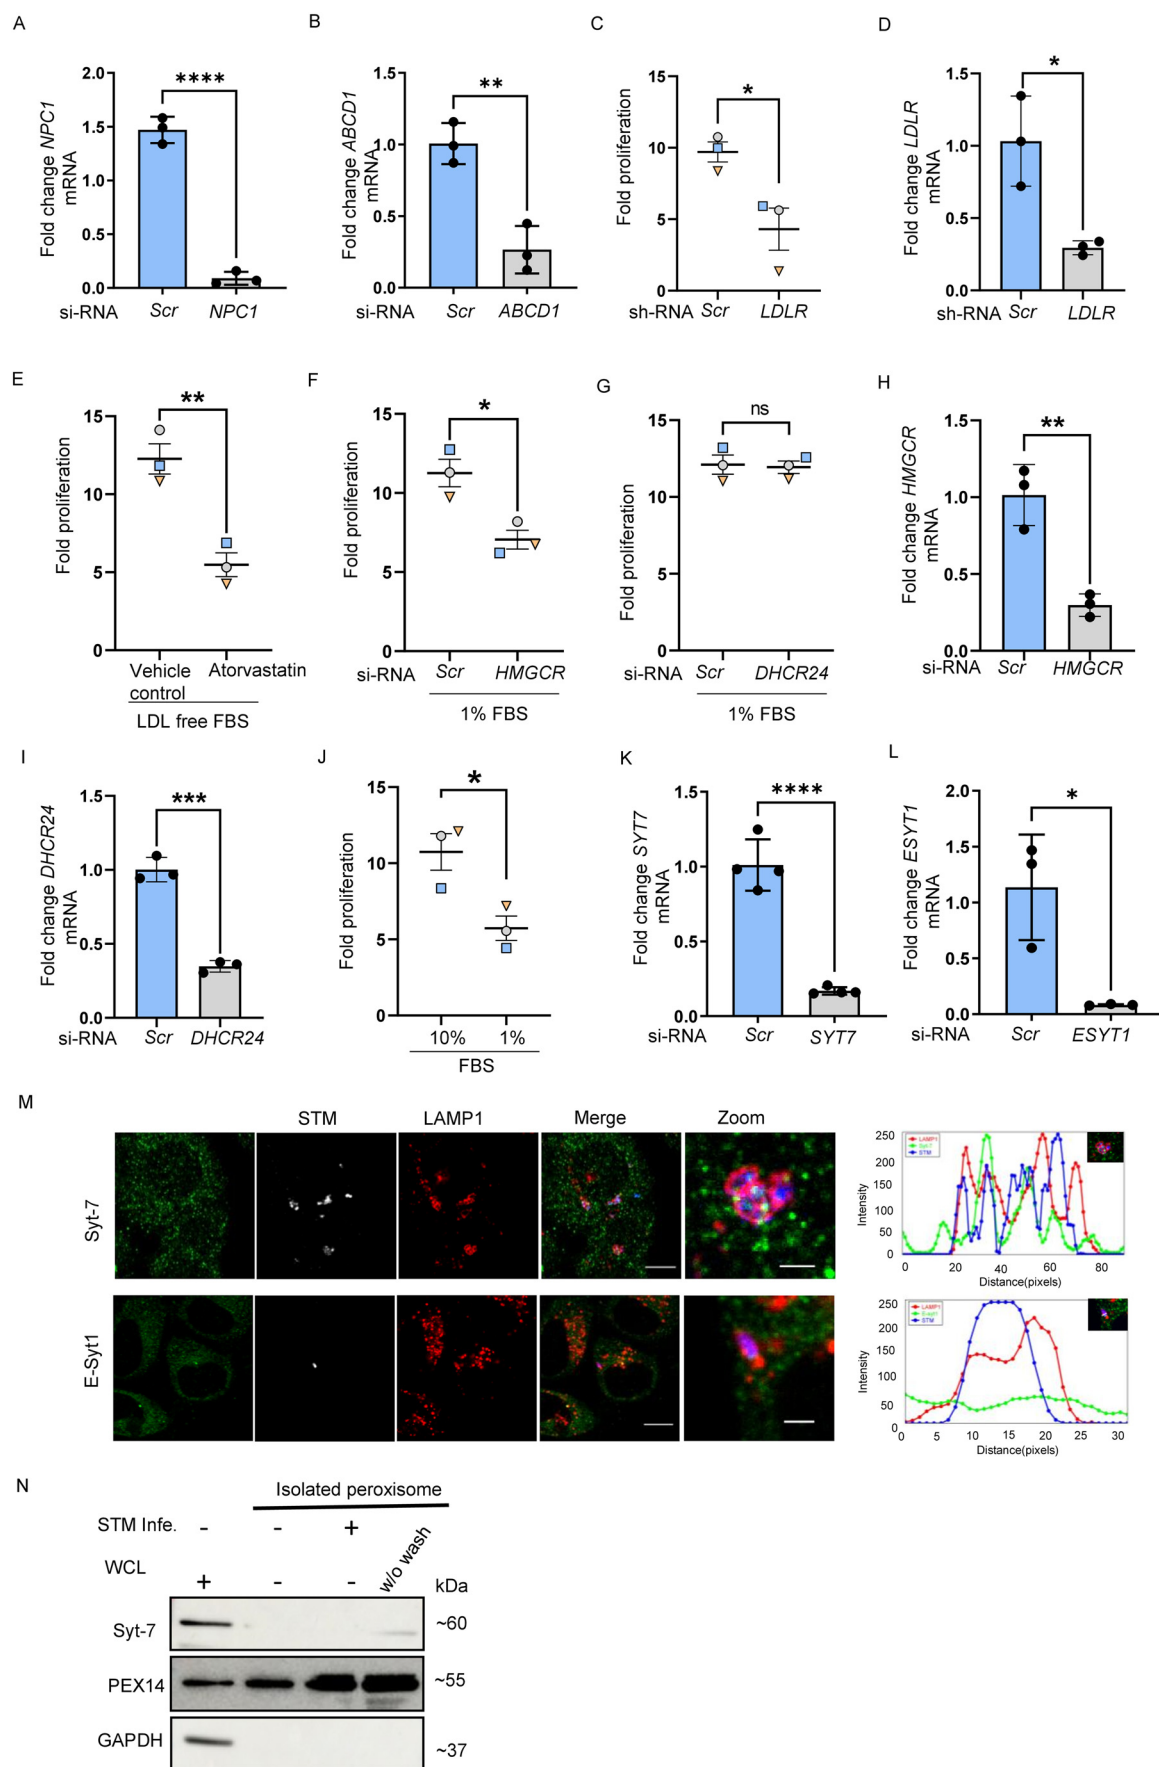 A
Fold change NPC1
mRNA
2.0
1.5
1.0
0.5
0.0
****
si-RNA Scr NPC1
B
Fold change ABCD1
mRNA
1.5
1.0
0.5
0.0
**
si-RNA Scr ABCD1
C
Fold proliferation
15
10
5
0
*
sh-RNA Scr LDLR
D
Fold change LDLR
mRNA
1.5
1.0
0.5
0.0
*
sh-RNA Scr LDLR
E
Fold proliferation
15
10
5
0
**
Vehicle Atorvastatin
control
LDL free FBS
F
Fold proliferation
15
10
5
0
*
si-RNA Scr HMGCR
1% FBS
G
Fold proliferation
15
10
5
0
ns
si-RNA Scr DHCR24
1% FBS
H
Fold change HMGCR
mRNA
1.5
1.0
0.5
0.0
**
si-RNA Scr HMGCR
I
Fold change DHCR24
mRNA
1.5
1.0
0.5
0.0
***
si-RNA Scr DHCR24
J
Fold proliferation
15
10
5
0
*
10% 1%
FBS
K
Fold change SYT7
mRNA
1.5
1.0
0.5
0.0
****
si-RNA Scr SYT7
L
Fold change ESYT1
mRNA
2.0
1.5
1.0
0.5
0.0
*
si-RNA Scr ESYT1
M
STM LAMP1 Merge Zoom
Syt-7
Intensity
250
200
150
100
50
0
LAMP1
Syt-7
STM
0 20 40 60 80
Distance(pixels)
E-Syt1
Intensity
250
200
150
100
50
0
LAMP1
Esyt1
STM
0 5 10 15 20 30
Distance(pixels)
N
Isolated peroxisome
STM Infe. - - +
w/o wash
WCL
+ - -
kDa
Syt-7 ~60
PEX14 ~55
GAPDH ~37